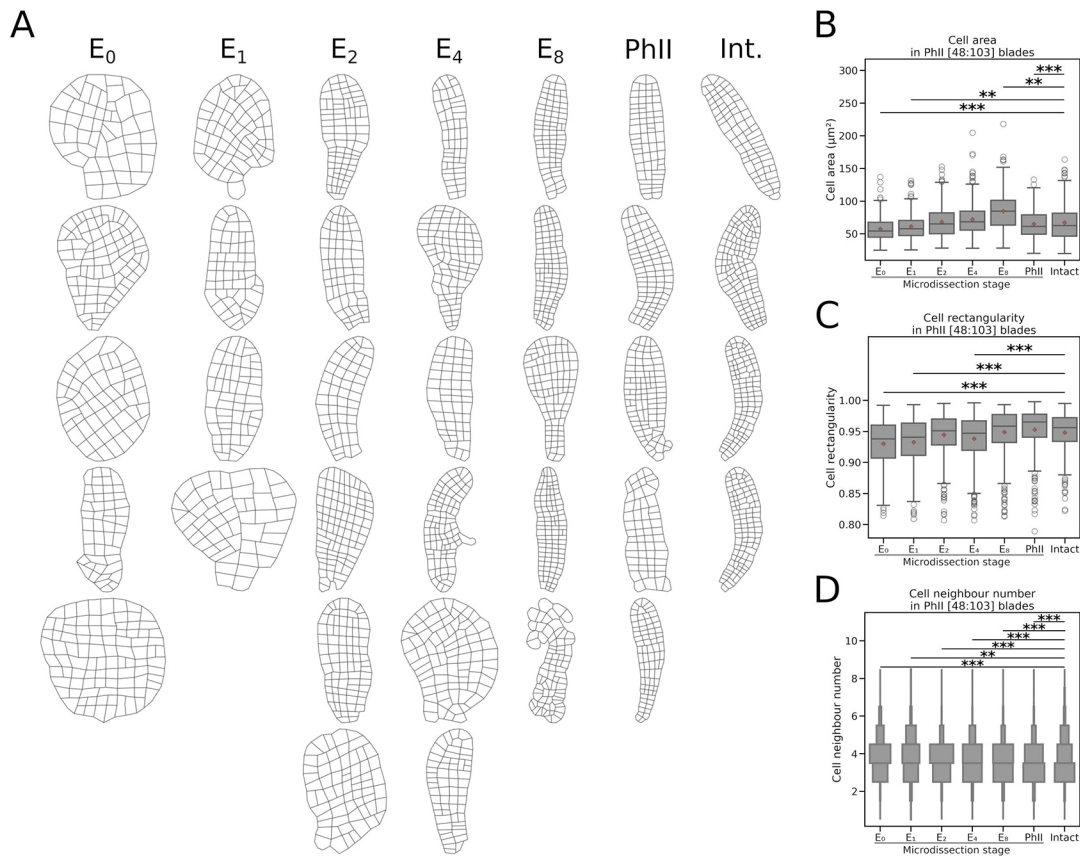 A
E₀ E₁ E₂ E₄ E₈ PhII Int.
B
Cell area
in PhII [48:103] blades
***
**
**
***
300
250
200
150
100
50
Cell area (µm²)
E₀ E₁ E₂ E₄ E₈ PhII Intact
Microdissection stage
C
Cell rectangularity
in PhII [48:103] blades
***
***
***
1.00
0.95
0.90
0.85
0.80
Cell rectangularity
E₀ E₁ E₂ E₄ E₈ PhII Intact
Microdissection stage
D
Cell neighbour number
in PhII [48:103] blades
***
***
***
***
**
***
10
8
6
4
2
Cell neighbour number
E₀ E₁ E₂ E₄ E₈ PhII Intact
Microdissection stage